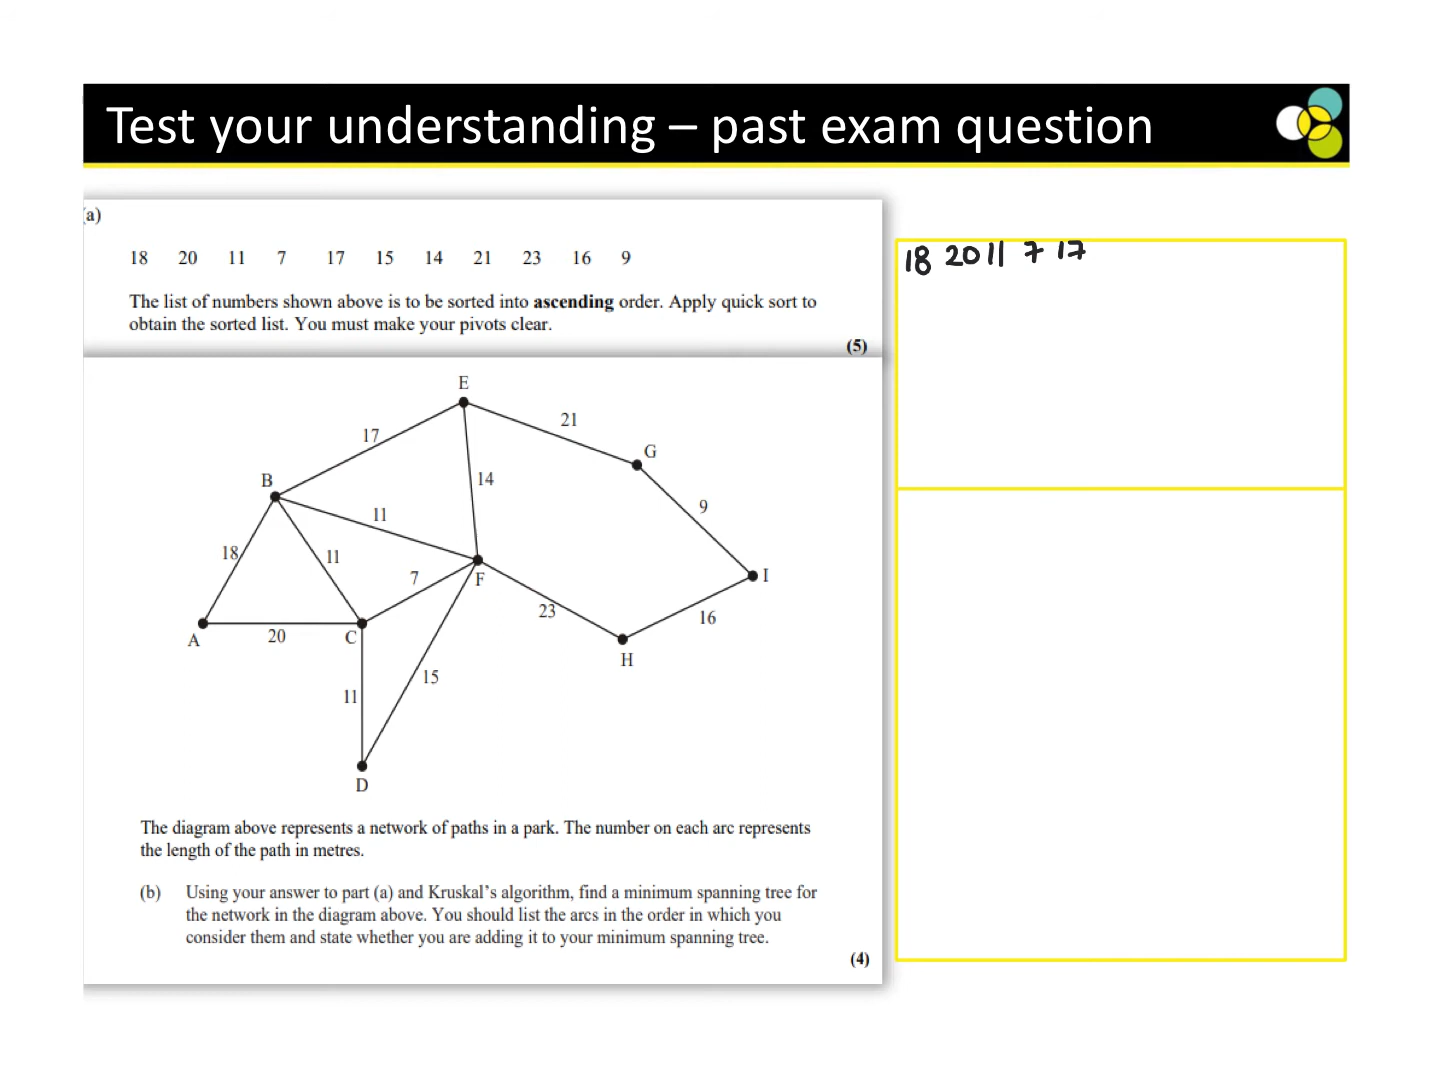 Test your understanding – past exam question
(a)
18 20 11 7 17 15 14 21 23 16 9
The list of numbers shown above is to be sorted into ascending order. Apply quick sort to
obtain the sorted list. You must make your pivots clear.
(5)
18 20 11 7 17
E
21
17
G
B
14
9
11
18
11
7
F
I
23
16
A
20
C
H
15
11
D
The diagram above represents a network of paths in a park. The number on each arc represents
the length of the path in metres.
(b) Using your answer to part (a) and Kruskal's algorithm, find a minimum spanning tree for
the network in the diagram above. You should list the arcs in the order in which you
consider them and state whether you are adding it to your minimum spanning tree.
(4)